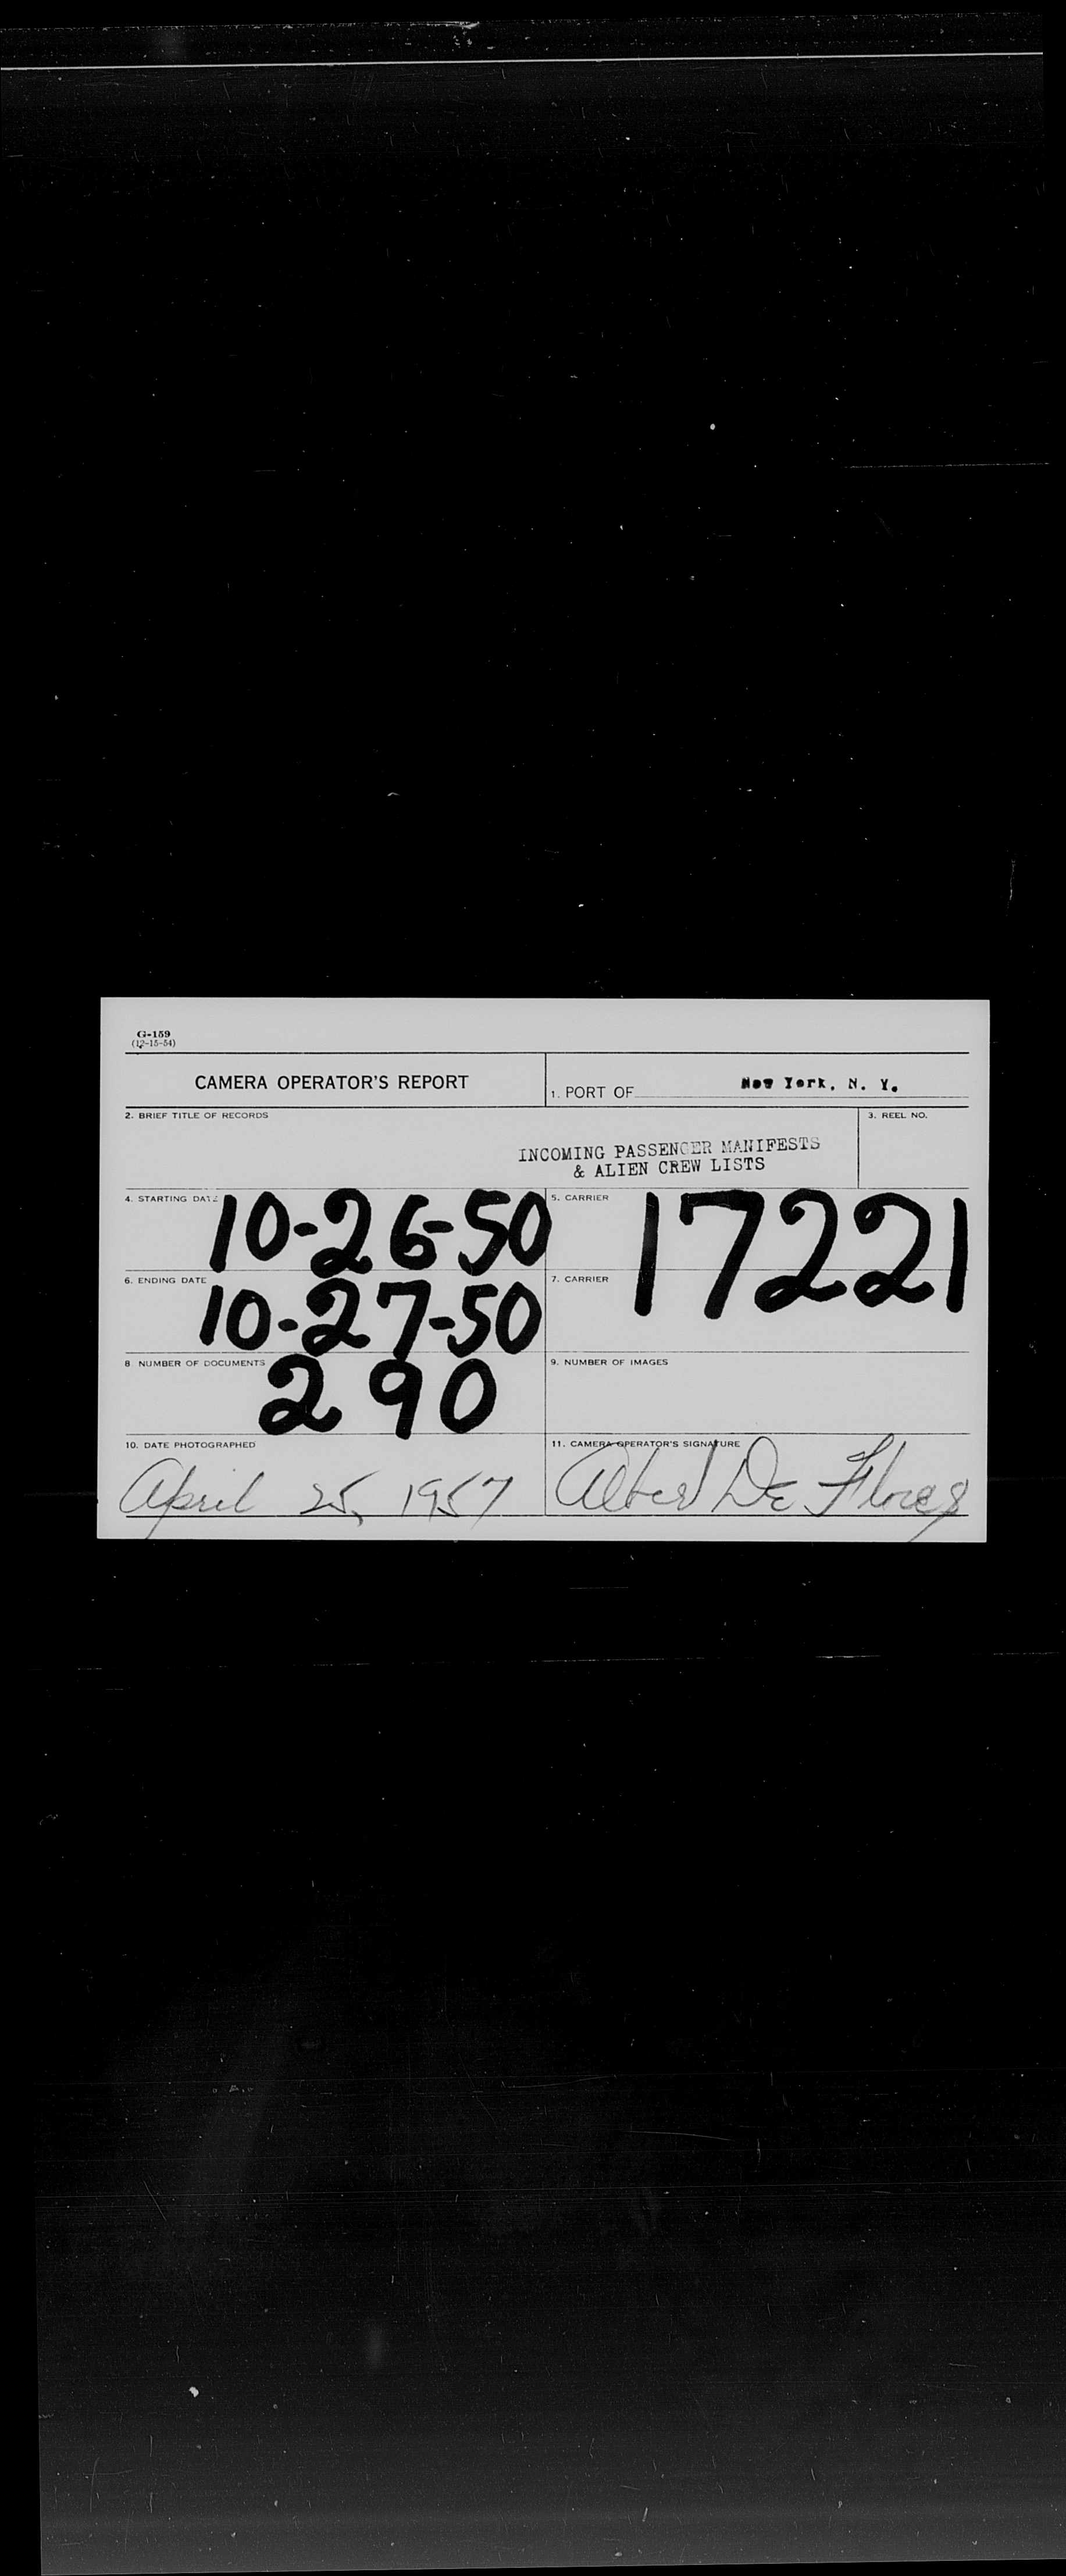 G-159
(12-15-54)
CAMERA OPERATOR'S REPORT
1. PORT OF New York, N. Y.
2. BRIEF TITLE OF RECORDS
3. REEL NO.
INCOMING PASSENGER MANIFESTS
& ALIEN CREW LISTS
4. STARTING DATE
10-26-50
5. CARRIER
17221
6. ENDING DATE
10-27-50
7. CARRIER
8. NUMBER OF DOCUMENTS
290
9. NUMBER OF IMAGES
10. DATE PHOTOGRAPHED
April 25, 1957
11. CAMERA OPERATOR'S SIGNATURE
Albert De Flores